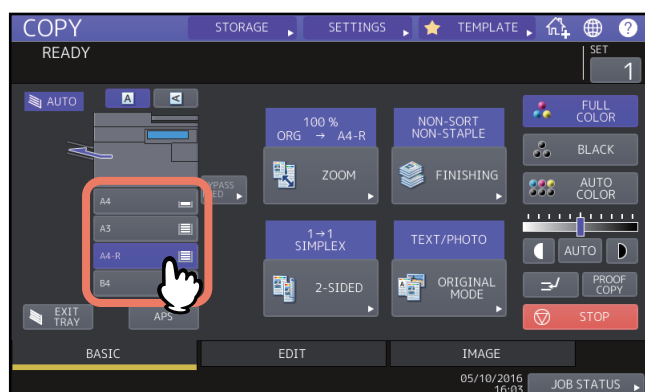 COPY
STORAGE
SETTINGS
TEMPLATE
?
READY
SET
1
AUTO
A
A
100 %
ORG → A4-R
NON-SORT
NON-STAPLE
FULL
COLOR
ZOOM
FINISHING
BLACK
A4
A3
A4-R
B4
AUTO
COLOR
1→1
SIMPLEX
TEXT/PHOTO
2-SIDED
ORIGINAL
MODE
AUTO
PROOF
COPY
EXIT
TRAY
APS
STOP
BASIC
EDIT
IMAGE
05/10/2016
16:03
JOB STATUS